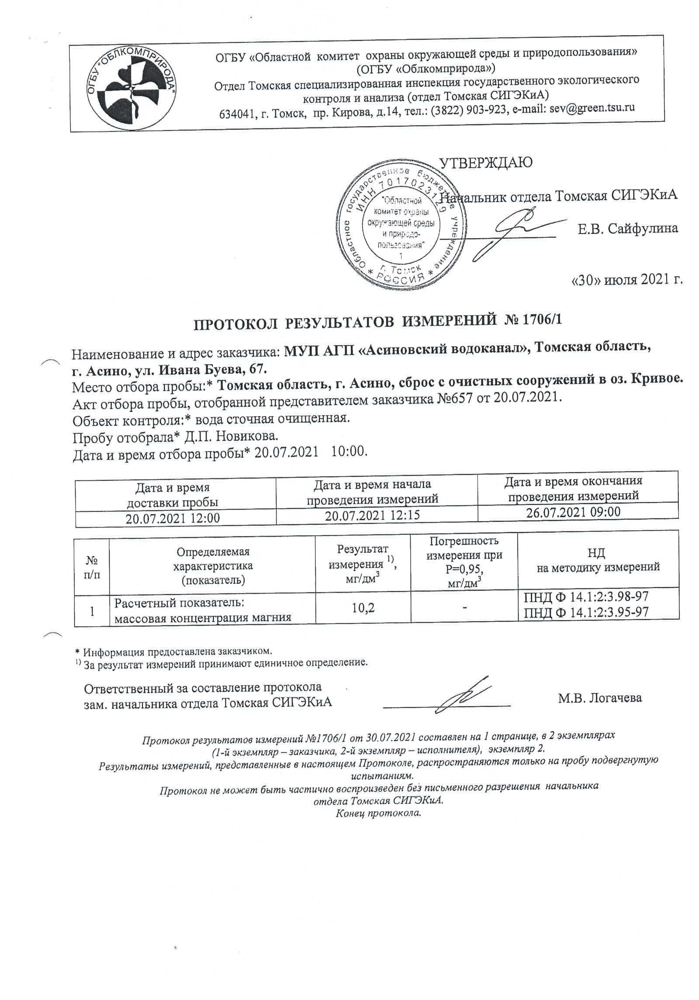 ОГБУ "ОБЛКОМПРИРОДА"
ОГБУ «Областной комитет охраны окружающей среды и природопользования»
(ОГБУ «Облкомприрода»)
Отдел Томская специализированная инспекция государственного экологического
контроля и анализа (отдел Томская СИГЭКиА)
634041, г. Томск, пр. Кирова, д.14, тел.: (3822) 903-923, e-mail: sev@green.tsu.ru
УТВЕРЖДАЮ
Начальник отдела Томская СИГЭКиА
Е.В. Сайфулина
«30» июля 2021 г.
Областное государственное бюджетное учреждение
ИНН 7017023129
"Областной
комитет охраны
окружающей среды
и природо-
пользования"
1
г. Томск
* РОССИЯ *
ПРОТОКОЛ РЕЗУЛЬТАТОВ ИЗМЕРЕНИЙ № 1706/1
Наименование и адрес заказчика: МУП АГП «Асиновский водоканал», Томская область,
г. Асино, ул. Ивана Буева, 67.
Место отбора пробы:* Томская область, г. Асино, сброс с очистных сооружений в оз. Кривое.
Акт отбора пробы, отобранной представителем заказчика №657 от 20.07.2021.
Объект контроля:* вода сточная очищенная.
Пробу отобрала* Д.П. Новикова.
Дата и время отбора пробы* 20.07.2021 10:00.
Дата и время
доставки пробы
Дата и время начала
проведения измерений
Дата и время окончания
проведения измерений
20.07.2021 12:00
20.07.2021 12:15
26.07.2021 09:00
№
п/п
Определяемая
характеристика
(показатель)
Результат
измерения ¹⁾,
мг/дм³
Погрешность
измерения при
Р=0,95,
мг/дм³
НД
на методику измерений
1
Расчетный показатель:
массовая концентрация магния
10,2
-
ПНД Ф 14.1:2:3.98-97
ПНД Ф 14.1:2:3.95-97
* Информация предоставлена заказчиком.
¹⁾ За результат измерений принимают единичное определение.
Ответственный за составление протокола
зам. начальника отдела Томская СИГЭКиА
М.В. Логачева
Протокол результатов измерений №1706/1 от 30.07.2021 составлен на 1 странице, в 2 экземплярах
(1-й экземпляр – заказчика, 2-й экземпляр – исполнителя), экземпляр 2.
Результаты измерений, представленные в настоящем Протоколе, распространяются только на пробу подвергнутую
испытаниям.
Протокол не может быть частично воспроизведен без письменного разрешения начальника
отдела Томская СИГЭКиА.
Конец протокола.